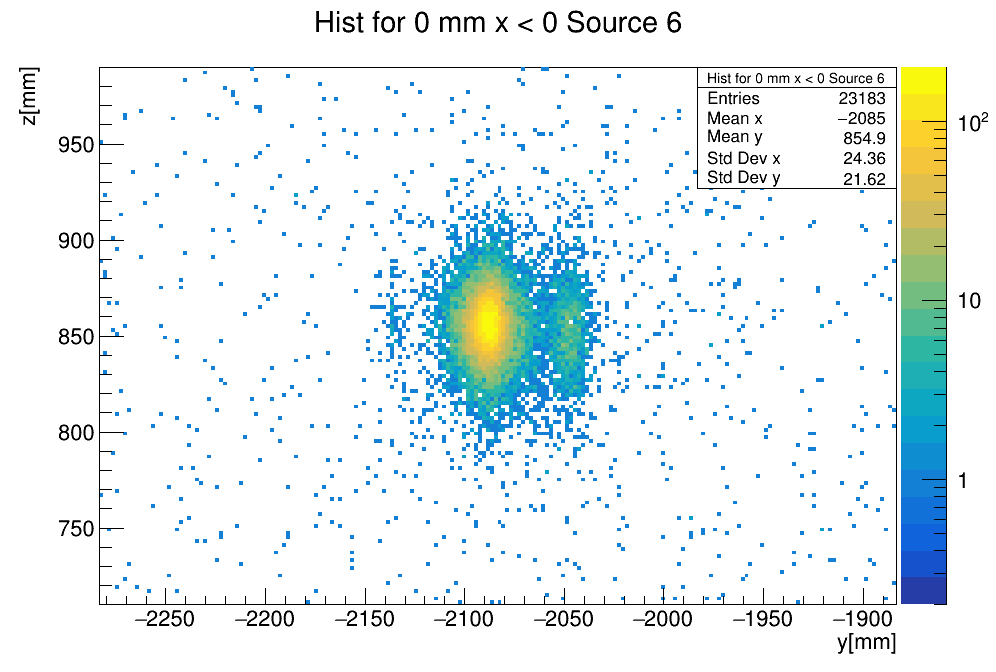 Hist for 0 mm x < 0 Source 6
z[mm]
Hist for 0 mm x < 0 Source 6
Entries 23183
Mean x −2085
Mean y 854.9
Std Dev x 24.36
Std Dev y 21.62
950
900
850
800
750
10²
10
1
−2250 −2200 −2150 −2100 −2050 −2000 −1950 −1900
y[mm]